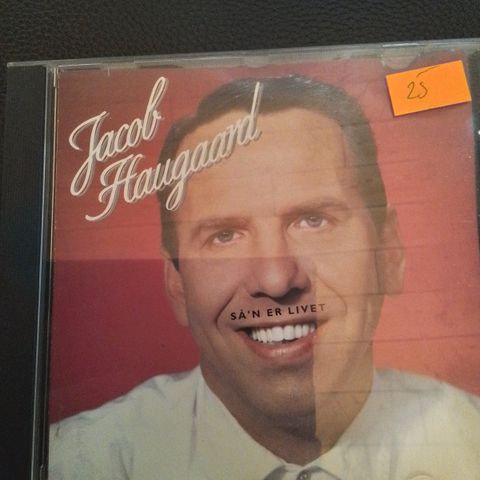 Jacob
Haugaard
25
SÅ'N ER LIVET